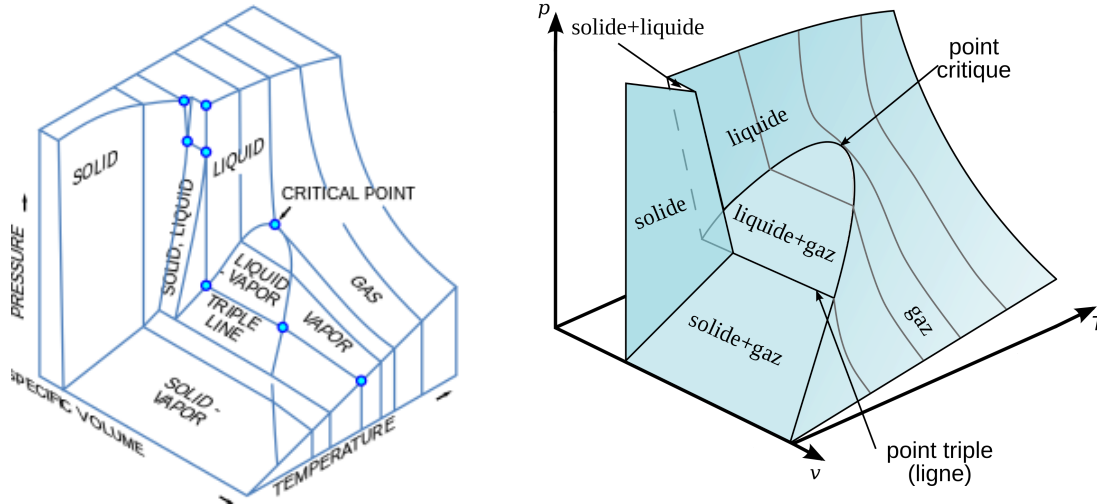 SOLID
LIQUID
SOLID, LIQUID
CRITICAL POINT
PRESSURE
LIQUID
- VAPOR
TRIPLE
LINE
GAS
VAPOR
SOLID -
VAPOR
SPECIFIC VOLUME
TEMPERATURE
p
solide+liquide
point
critique
liquide
solide
liquide+gaz
solide+gaz
gaz
T
point triple
(ligne)
v